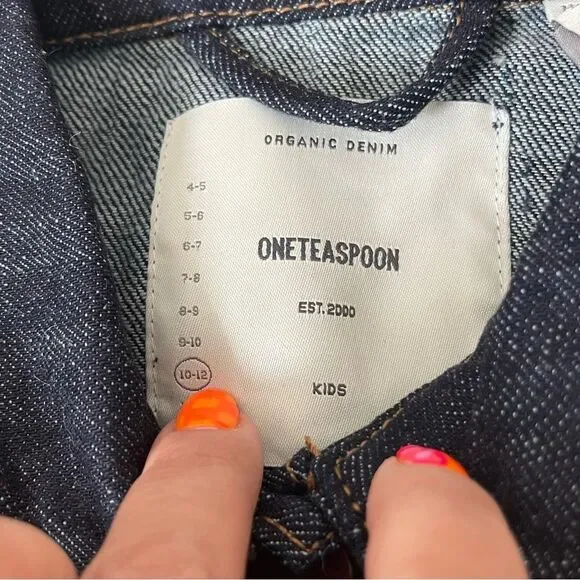 ORGANIC DENIM
4-5
5-6
6-7
ONETEASPOON
7-8
8-9
EST. 2000
9-10
10-12
KIDS